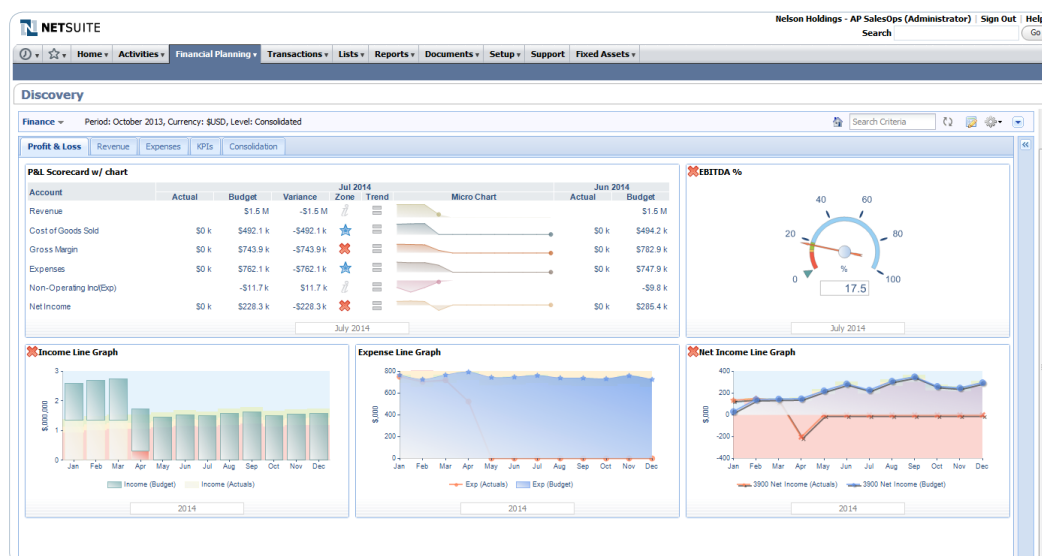 Nelson Holdings - AP SalesOps (Administrator) | Sign Out | Help
NETSUITE
Search
Go
Home Activities Financial Planning Transactions Lists Reports Documents Setup Support Fixed Assets
Discovery
Finance Period: October 2013, Currency: $USD, Level: Consolidated Search Criteria
Profit & Loss Revenue Expenses KPIs Consolidation
P&L Scorecard w/ chart
Account Jul 2014 Jun 2014
Actual Budget Variance Zone Trend Micro Chart Actual Budget
Revenue $1.5 M -$1.5 M $1.5 M
Cost of Goods Sold $0 k $492.1 k -$492.1 k $0 k $494.2 k
Gross Margin $0 k $743.9 k -$743.9 k $0 k $782.9 k
Expenses $0 k $762.1 k -$762.1 k $0 k $747.9 k
Non-Operating Inc(Exp) -$11.7 k $11.7 k -$9.8 k
Net Income $0 k $228.3 k -$228.3 k $0 k $285.4 k
July 2014
EBITDA %
40 60
20 80
0 % 100
17.5
July 2014
Income Line Graph
3
2
1
0
$,000
Jan Feb Mar Apr May Jun Jul Aug Sep Oct Nov Dec
Income (Budget) Income (Actuals)
2014
Expense Line Graph
800
600
400
200
0
$,000
Jan Feb Mar Apr May Jun Jul Aug Sep Oct Nov Dec
Exp (Actuals) Exp (Budget)
2014
Net Income Line Graph
400
200
0
-200
-400
$,000
Jan Feb Mar Apr May Jun Jul Aug Sep Oct Nov Dec
3900 Net Income (Actuals) 3900 Net Income (Budget)
2014